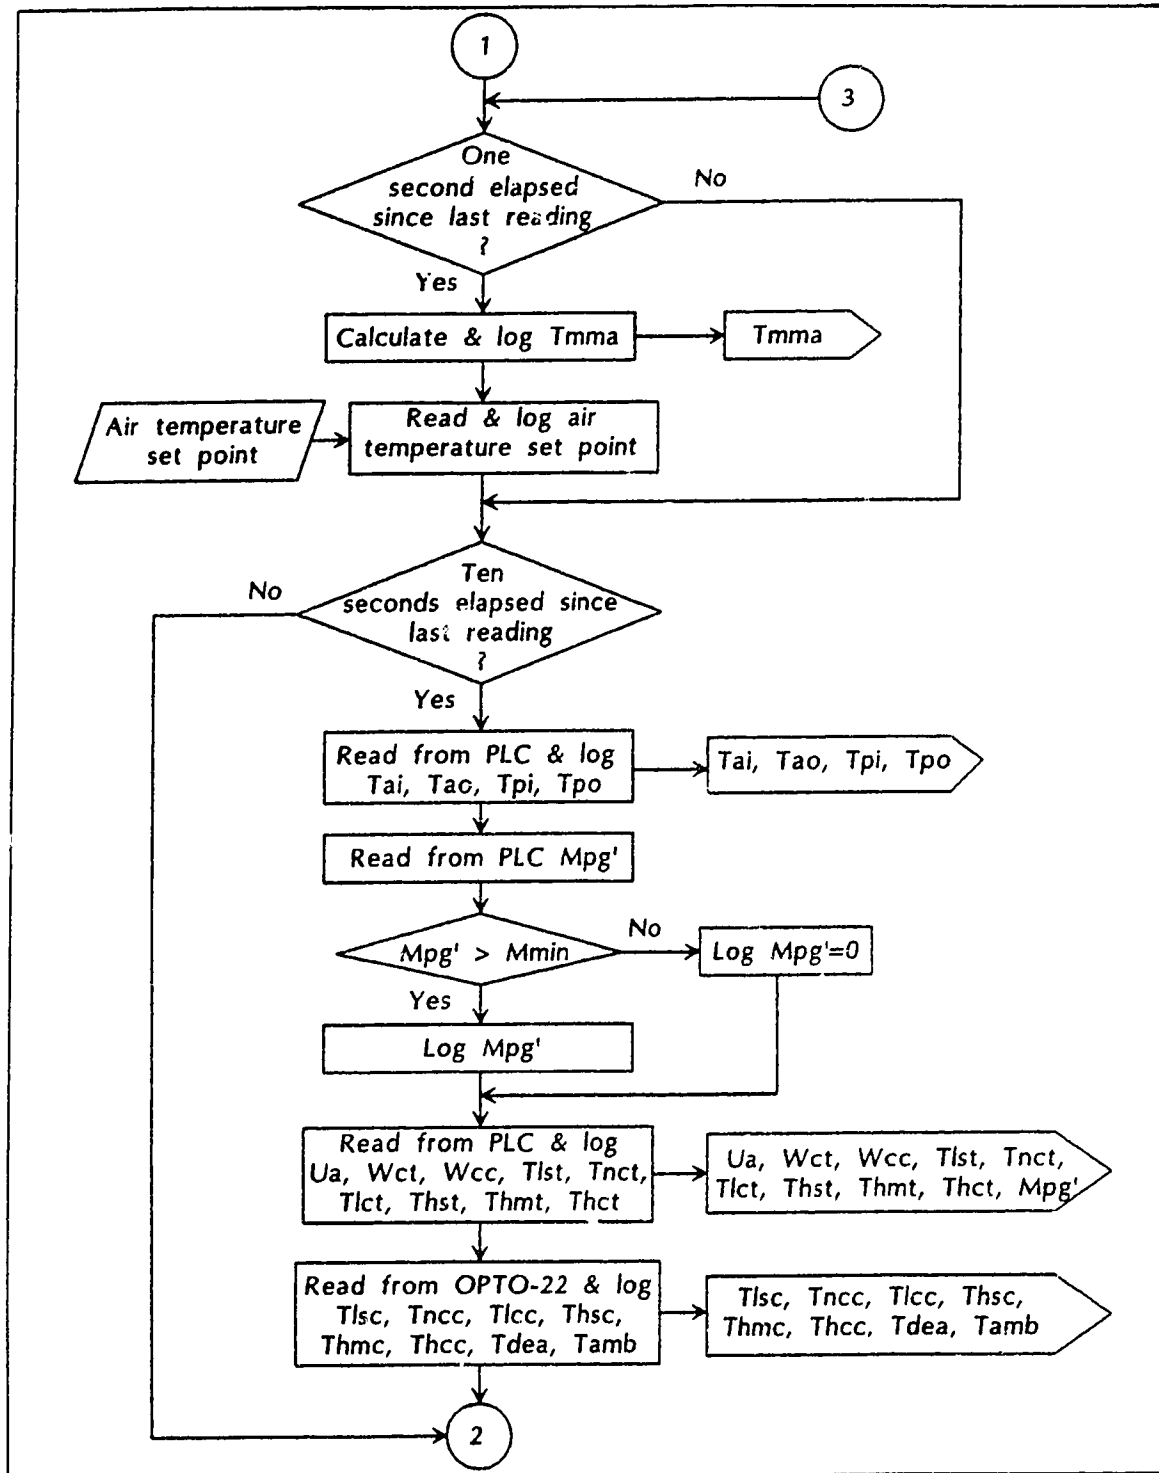 1
3
One
second elapsed
since last reading
?
No
Yes
Calculate & log Tmma
Tmma
Air temperature
set point
Read & log air
temperature set point
Ten
seconds elapsed since
last reading
?
No
Yes
Read from PLC & log
Tai, Tao, Tpi, Tpo
Tai, Tao, Tpi, Tpo
Read from PLC Mpg'
Mpg' > Mmin
No
Log Mpg'=0
Yes
Log Mpg'
Read from PLC & log
Ua, Wct, Wcc, Tlst, Tnct,
Tlct, Thst, Thmt, Thct
Ua, Wct, Wcc, Tlst, Tnct,
Tlct, Thst, Thmt, Thct, Mpg'
Read from OPTO-22 & log
Tlsc, Tncc, Tlcc, Thsc,
Thmc, Thcc, Tdea, Tamb
Tlsc, Tncc, Tlcc, Thsc,
Thmc, Thcc, Tdea, Tamb
2